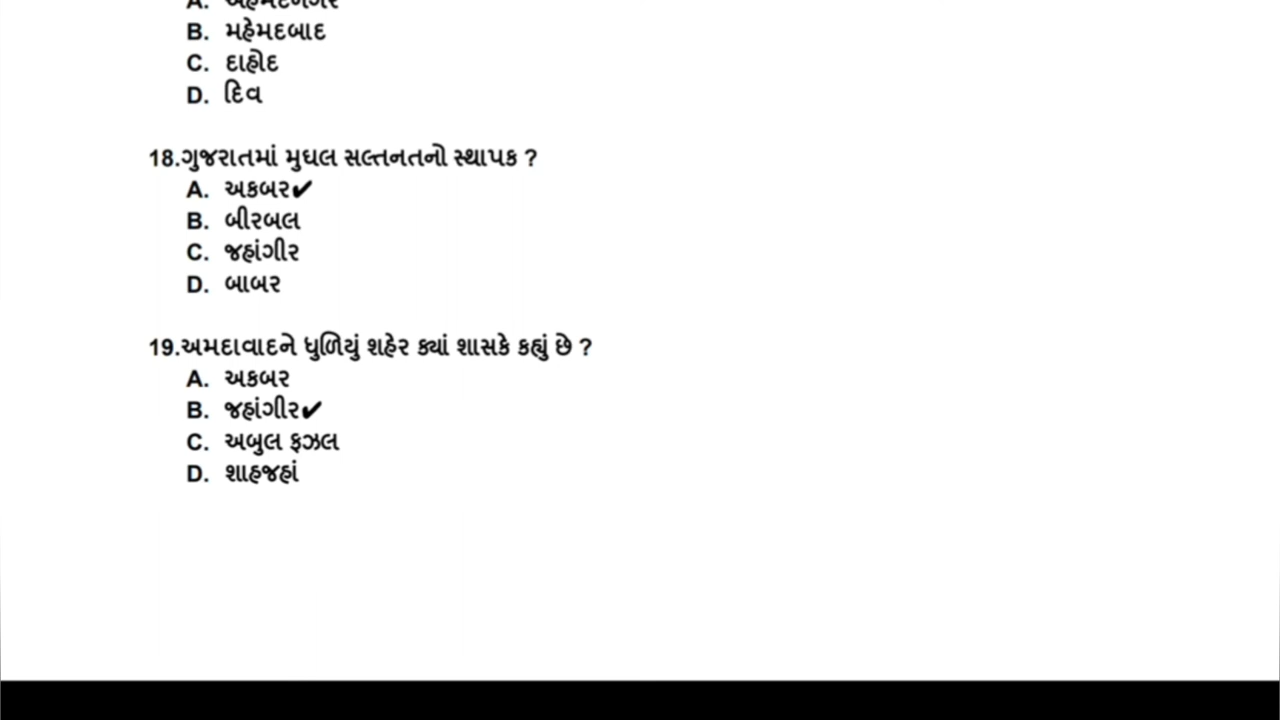 A. અહમદનગર
B. મહેમદબાદ
C. દાહોદ
D. દિવ
18.ગુજરાતમાં મુઘલ સલ્તનતનો સ્થાપક ?
A. અકબર✔
B. બીરબલ
C. જહાંગીર
D. બાબર
19.અમદાવાદને ધુળિયું શહેર ક્યાં શાસકે કહ્યું છે ?
A. અકબર
B. જહાંગીર✔
C. અબુલ ફઝલ
D. શાહજહાં